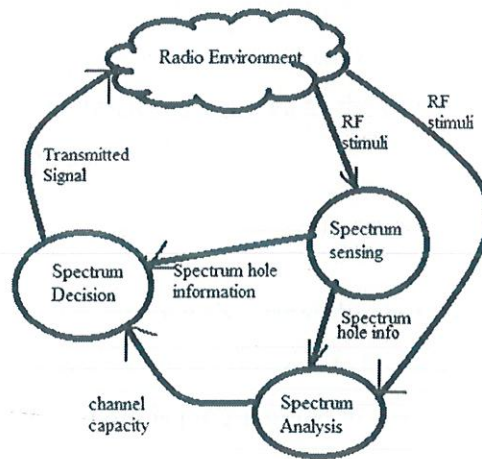 Radio Environment
RF
stimuli
RF
stimuli
Transmitted
Signal
Spectrum
sensing
Spectrum
Decision
Spectrum hole
information
Spectrum
hole info
channel
capacity
Spectrum
Analysis